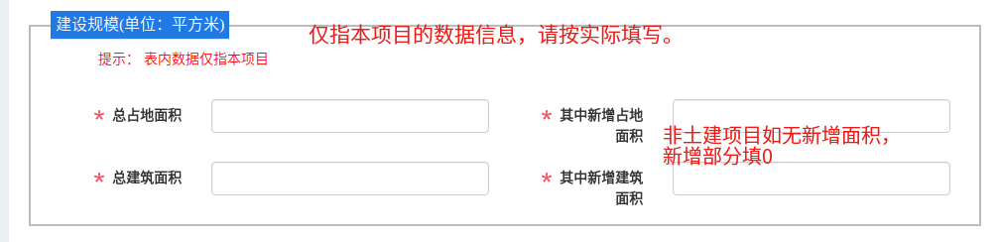 建设规模(单位：平方米)
仅指本项目的数据信息，请按实际填写。
提示： 表内数据仅指本项目
* 总占地面积
* 其中新增占地
面积
非土建项目如无新增面积，
新增部分填0
* 总建筑面积
* 其中新增建筑
面积